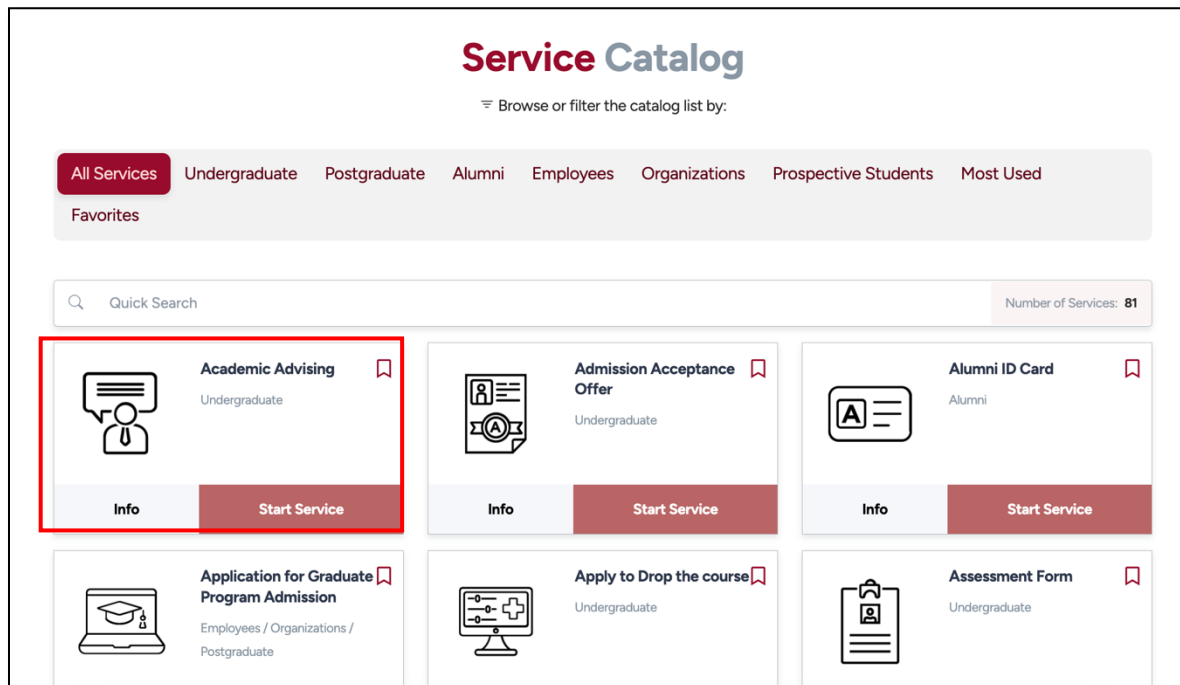 Service Catalog
Browse or filter the catalog list by:
All Services Undergraduate Postgraduate Alumni Employees Organizations Prospective Students Most Used
Favorites
Quick Search
Number of Services: 81
Academic Advising
Undergraduate
Info
Start Service
Admission Acceptance
Offer
Undergraduate
Info
Start Service
A
Alumni ID Card
Alumni
Info
Start Service
Application for Graduate
Program Admission
Employees / Organizations /
Postgraduate
Apply to Drop the course
Undergraduate
Assessment Form
Undergraduate